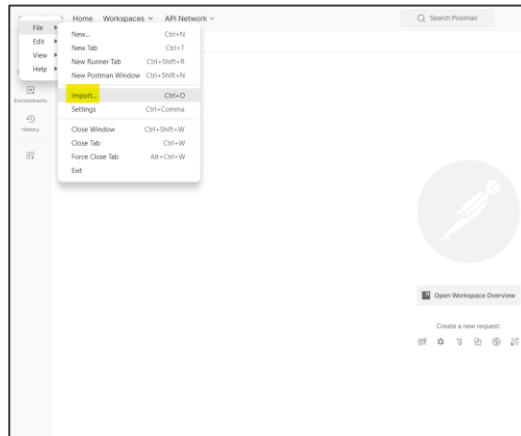 Home Workspaces API Network
Search Postman
File
Edit
View
Help
New... Ctrl+N
New Tab Ctrl+T
New Runner Tab Ctrl+Shift+R
New Postman Window Ctrl+Shift+N
Import... Ctrl+O
Settings Ctrl+Comma
Close Window Ctrl+Shift+W
Close Tab Ctrl+W
Force Close Tab Alt+Ctrl+W
Exit
Environments
History
Open Workspace Overview
Create a new request: